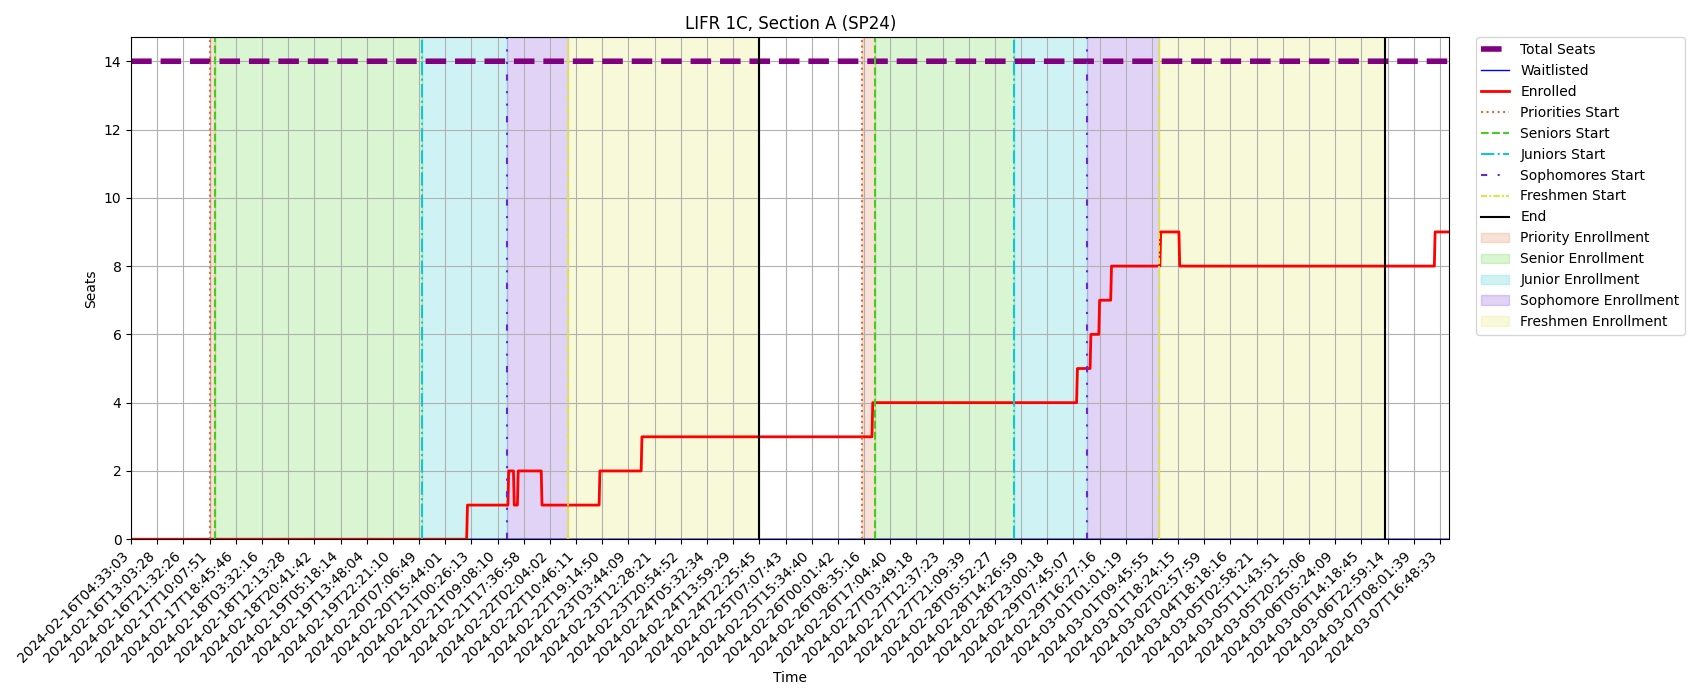 LIFR 1C, Section A (SP24)
Seats
14
12
10
8
6
4
2
0
2024-02-16T04:33:03
2024-02-16T13:03:28
2024-02-16T21:32:26
2024-02-17T10:07:51
2024-02-17T18:45:46
2024-02-18T03:32:16
2024-02-18T12:13:28
2024-02-18T20:41:42
2024-02-19T05:18:14
2024-02-19T13:48:04
2024-02-19T22:21:10
2024-02-20T07:06:49
2024-02-20T15:44:01
2024-02-21T00:26:13
2024-02-21T09:08:10
2024-02-21T17:36:58
2024-02-22T02:04:02
2024-02-22T10:46:11
2024-02-22T19:14:50
2024-02-23T03:44:09
2024-02-23T12:28:21
2024-02-23T20:54:52
2024-02-24T05:32:34
2024-02-24T13:59:29
2024-02-24T22:25:45
2024-02-25T07:07:43
2024-02-25T15:34:40
2024-02-26T00:01:42
2024-02-26T08:35:16
2024-02-26T17:04:40
2024-02-27T03:49:18
2024-02-27T12:37:23
2024-02-27T21:09:39
2024-02-28T05:52:27
2024-02-28T14:26:59
2024-02-28T23:00:18
2024-02-29T07:45:07
2024-02-29T16:27:16
2024-03-01T01:01:19
2024-03-01T09:45:55
2024-03-01T18:24:15
2024-03-02T02:57:59
2024-03-04T18:18:16
2024-03-05T02:58:21
2024-03-05T11:43:51
2024-03-05T20:25:06
2024-03-06T05:24:09
2024-03-06T14:18:45
2024-03-06T22:59:14
2024-03-07T08:01:39
2024-03-07T16:48:33
Time
Total Seats
Waitlisted
Enrolled
Priorities Start
Seniors Start
Juniors Start
Sophomores Start
Freshmen Start
End
Priority Enrollment
Senior Enrollment
Junior Enrollment
Sophomore Enrollment
Freshmen Enrollment